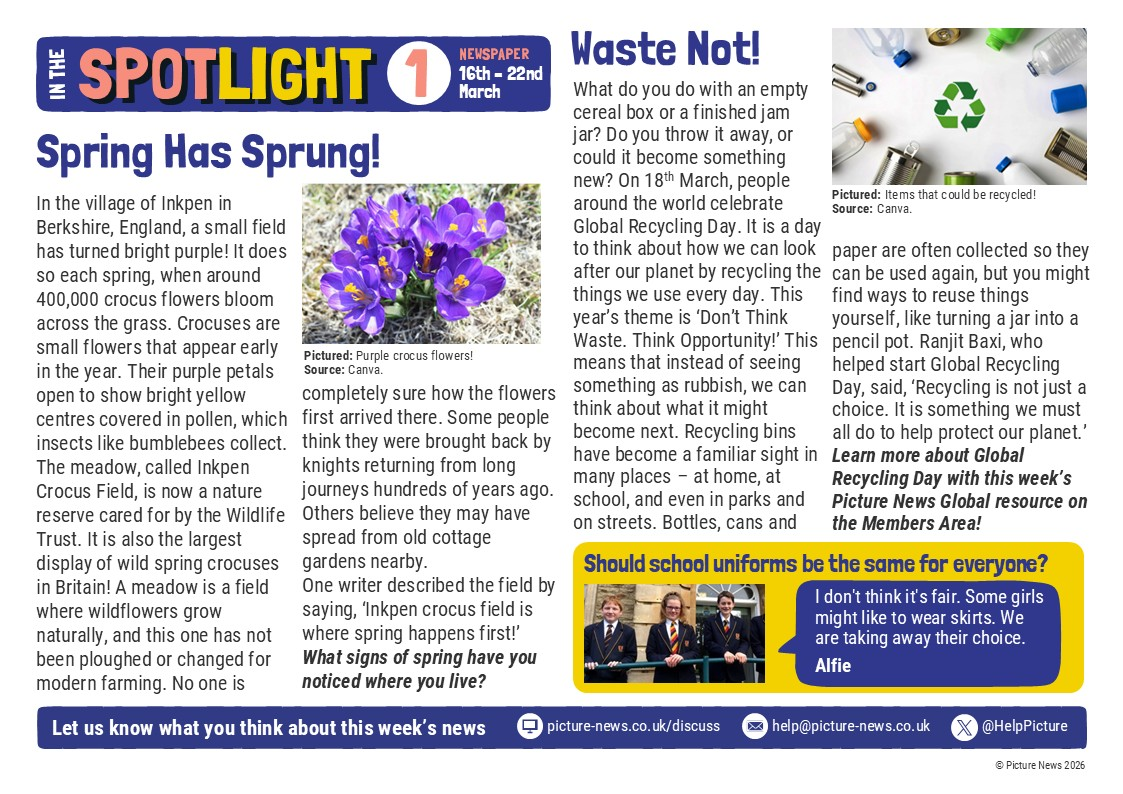 IN THE
SPOTLIGHT
1
NEWSPAPER
16th – 22nd
March
Spring Has Sprung!
In the village of Inkpen in
Berkshire, England, a small field
has turned bright purple! It does
so each spring, when around
400,000 crocus flowers bloom
across the grass. Crocuses are
small flowers that appear early
in the year. Their purple petals
open to show bright yellow
centres covered in pollen, which
insects like bumblebees collect.
The meadow, called Inkpen
Crocus Field, is now a nature
reserve cared for by the Wildlife
Trust. It is also the largest
display of wild spring crocuses
in Britain! A meadow is a field
where wildflowers grow
naturally, and this one has not
been ploughed or changed for
modern farming. No one is
Pictured: Purple crocus flowers!
Source: Canva.
completely sure how the flowers
first arrived there. Some people
think they were brought back by
knights returning from long
journeys hundreds of years ago.
Others believe they may have
spread from old cottage
gardens nearby.
One writer described the field by
saying, ‘Inkpen crocus field is
where spring happens first!’
What signs of spring have you
noticed where you live?
Waste Not!
What do you do with an empty
cereal box or a finished jam
jar? Do you throw it away, or
could it become something
new? On 18th March, people
around the world celebrate
Global Recycling Day. It is a day
to think about how we can look
after our planet by recycling the
things we use every day. This
year’s theme is ‘Don’t Think
Waste. Think Opportunity!’ This
means that instead of seeing
something as rubbish, we can
think about what it might
become next. Recycling bins
have become a familiar sight in
many places – at home, at
school, and even in parks and
on streets. Bottles, cans and
Pictured: Items that could be recycled!
Source: Canva.
paper are often collected so they
can be used again, but you might
find ways to reuse things
yourself, like turning a jar into a
pencil pot. Ranjit Baxi, who
helped start Global Recycling
Day, said, ‘Recycling is not just a
choice. It is something we must
all do to help protect our planet.’
Learn more about Global
Recycling Day with this week’s
Picture News Global resource on
the Members Area!
Should school uniforms be the same for everyone?
I don't think it's fair. Some girls
might like to wear skirts. We
are taking away their choice.
Alfie
Let us know what you think about this week’s news
picture-news.co.uk/discuss
help@picture-news.co.uk
@HelpPicture
© Picture News 2026